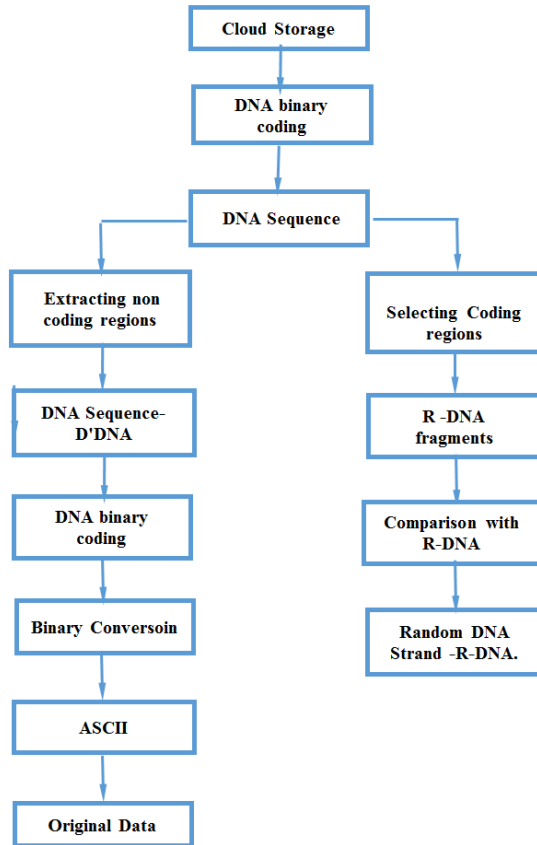 Cloud Storage
DNA binary
coding
DNA Sequence
Extracting non
coding regions
DNA Sequence-
D'DNA
DNA binary
coding
Binary Conversoin
ASCII
Original Data
Selecting Coding
regions
R -DNA
fragments
Comparison with
R-DNA
Random DNA
Strand -R-DNA.